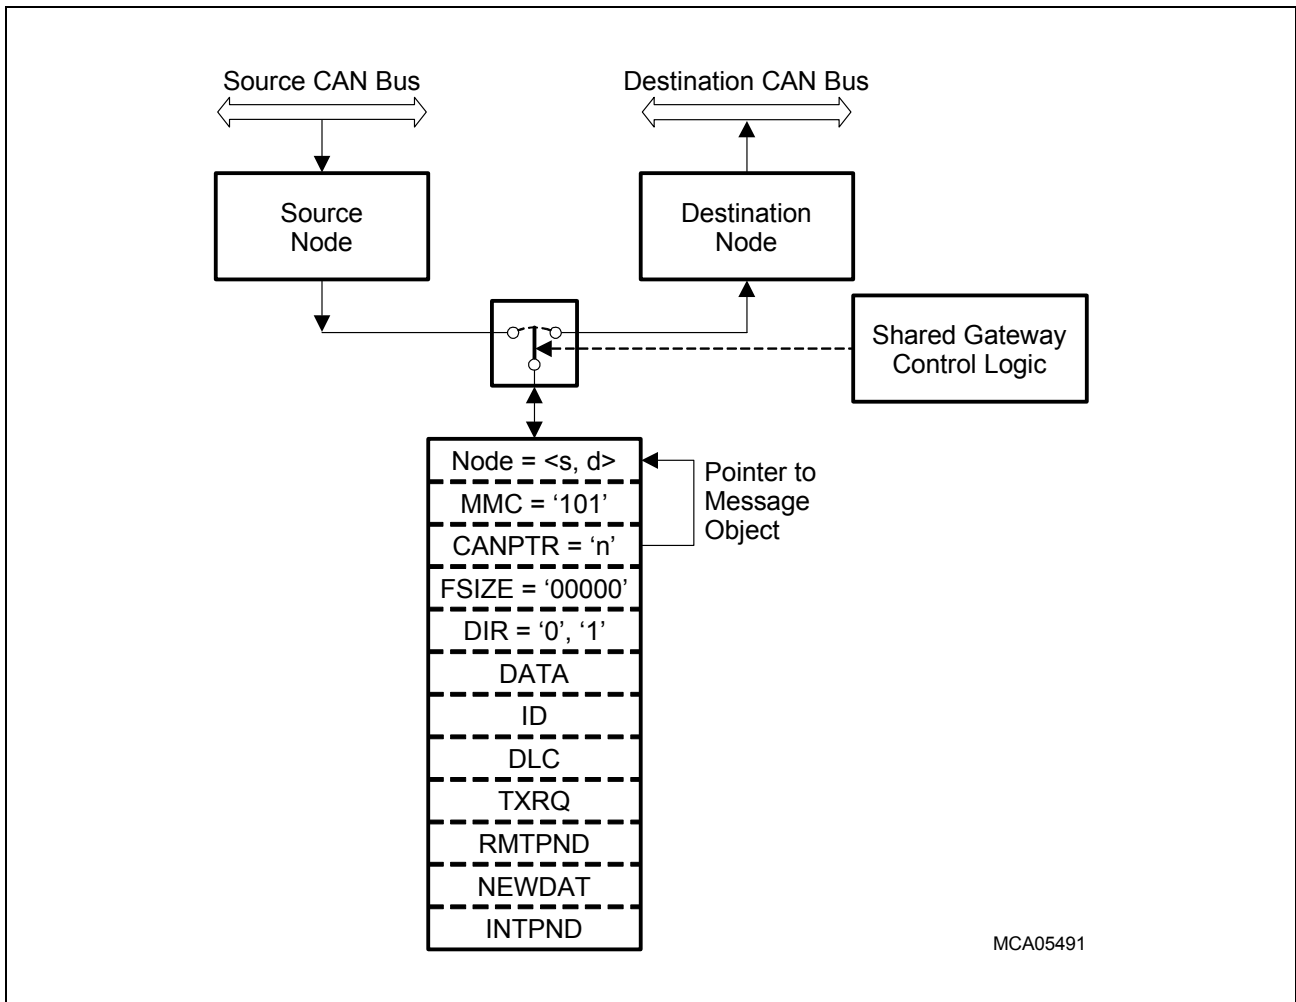 Source CAN Bus
Destination CAN Bus
Source
Node
Destination
Node
Shared Gateway
Control Logic
Node = <s, d>
MMC = ‘101’
CANPTR = ‘n’
FSIZE = ‘00000’
DIR = ‘0’, ‘1’
DATA
ID
DLC
TXRQ
RMTPND
NEWDAT
INTPND
Pointer to
Message
Object
MCA05491